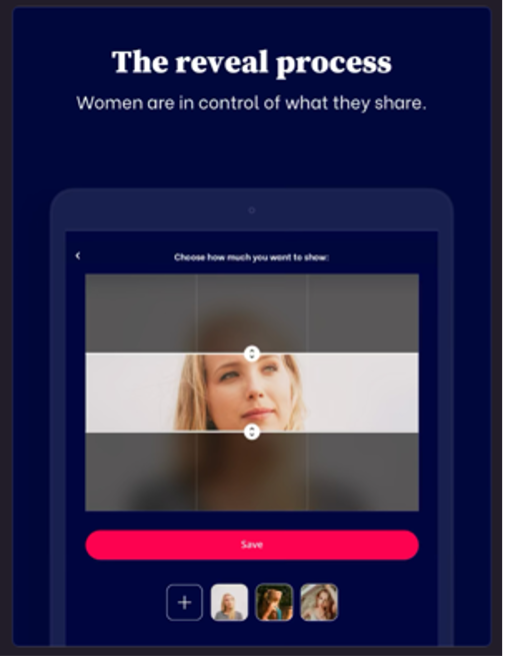 The reveal process
Women are in control of what they share.
Choose how much you want to show:
Save